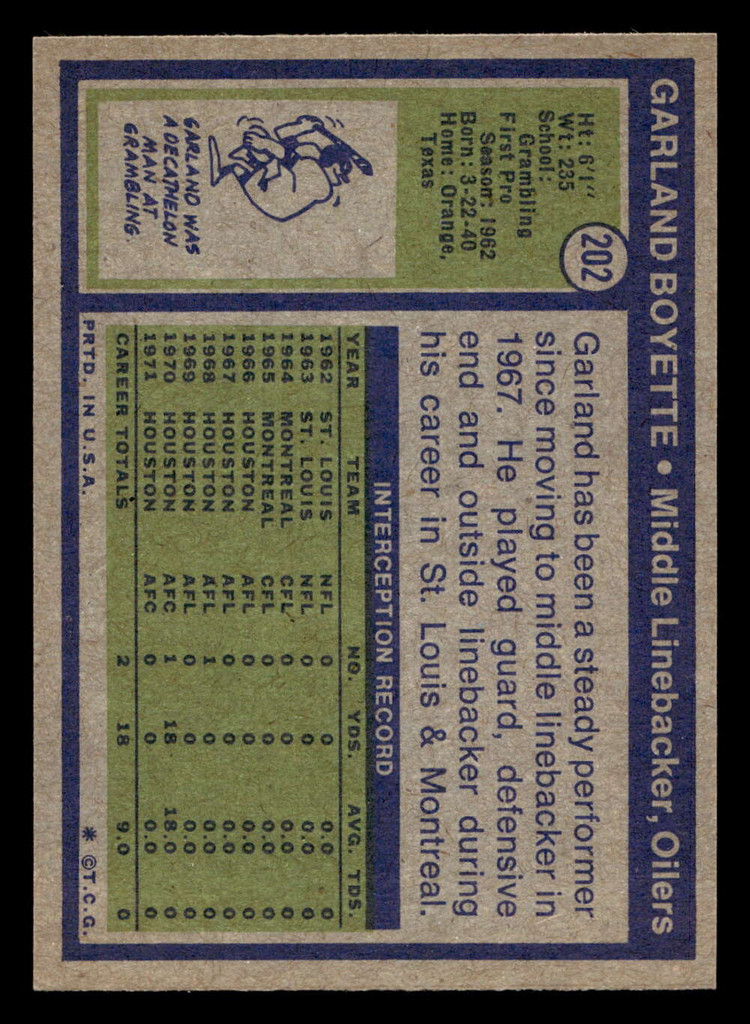 GARLAND BOYETTE • Middle Linebacker, Oilers
202
Ht: 6'1"
Wt: 235
School:
Grambling
First Pro
Season: 1962
Born: 3-22-40
Home: Orange,
Texas
GARLAND WAS
A DECATHELON
MAN AT
GRAMBLING.
Garland has been a steady performer
since moving to middle linebacker in
1967. He played guard, defensive
end and outside linebacker during
his career in St. Louis & Montreal.
INTERCEPTION RECORD
YEAR TEAM NO. YDS. AVG. TDS.
1962 ST. LOUIS NFL 0 0 0.0 0
1963 ST. LOUIS NFL 0 0 0.0 0
1964 MONTREAL CFL 0 0 0.0 0
1965 MONTREAL CFL 0 0 0.0 0
1966 HOUSTON AFL 0 0 0.0 0
1967 HOUSTON AFL 0 0 0.0 0
1968 HOUSTON AFL 1 0 0.0 0
1969 HOUSTON AFL 0 0 0.0 0
1970 HOUSTON AFC 1 18 18.0 0
1971 HOUSTON AFC 0 0 0.0 0
CAREER TOTALS 2 18 9.0 0
PRTD. IN U.S.A. * ©T.C.G.